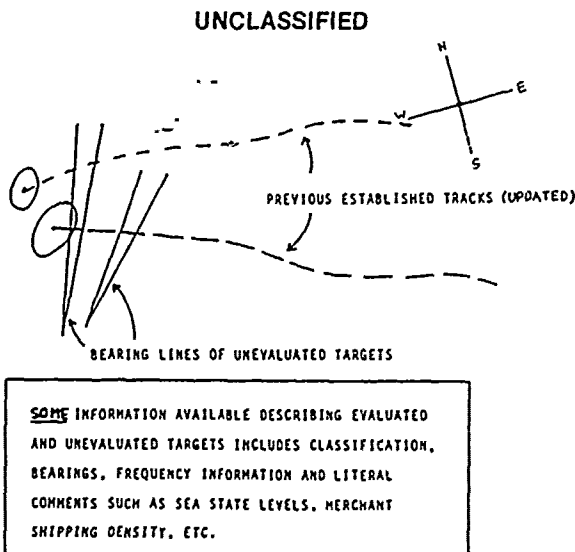 UNCLASSIFIED
N
E
W
S
PREVIOUS ESTABLISHED TRACKS (UPDATED)
BEARING LINES OF UNEVALUATED TARGETS
SOME INFORMATION AVAILABLE DESCRIBING EVALUATED
AND UNEVALUATED TARGETS INCLUDES CLASSIFICATION,
BEARINGS, FREQUENCY INFORMATION AND LITERAL
COMMENTS SUCH AS SEA STATE LEVELS, MERCHANT
SHIPPING DENSITY, ETC.